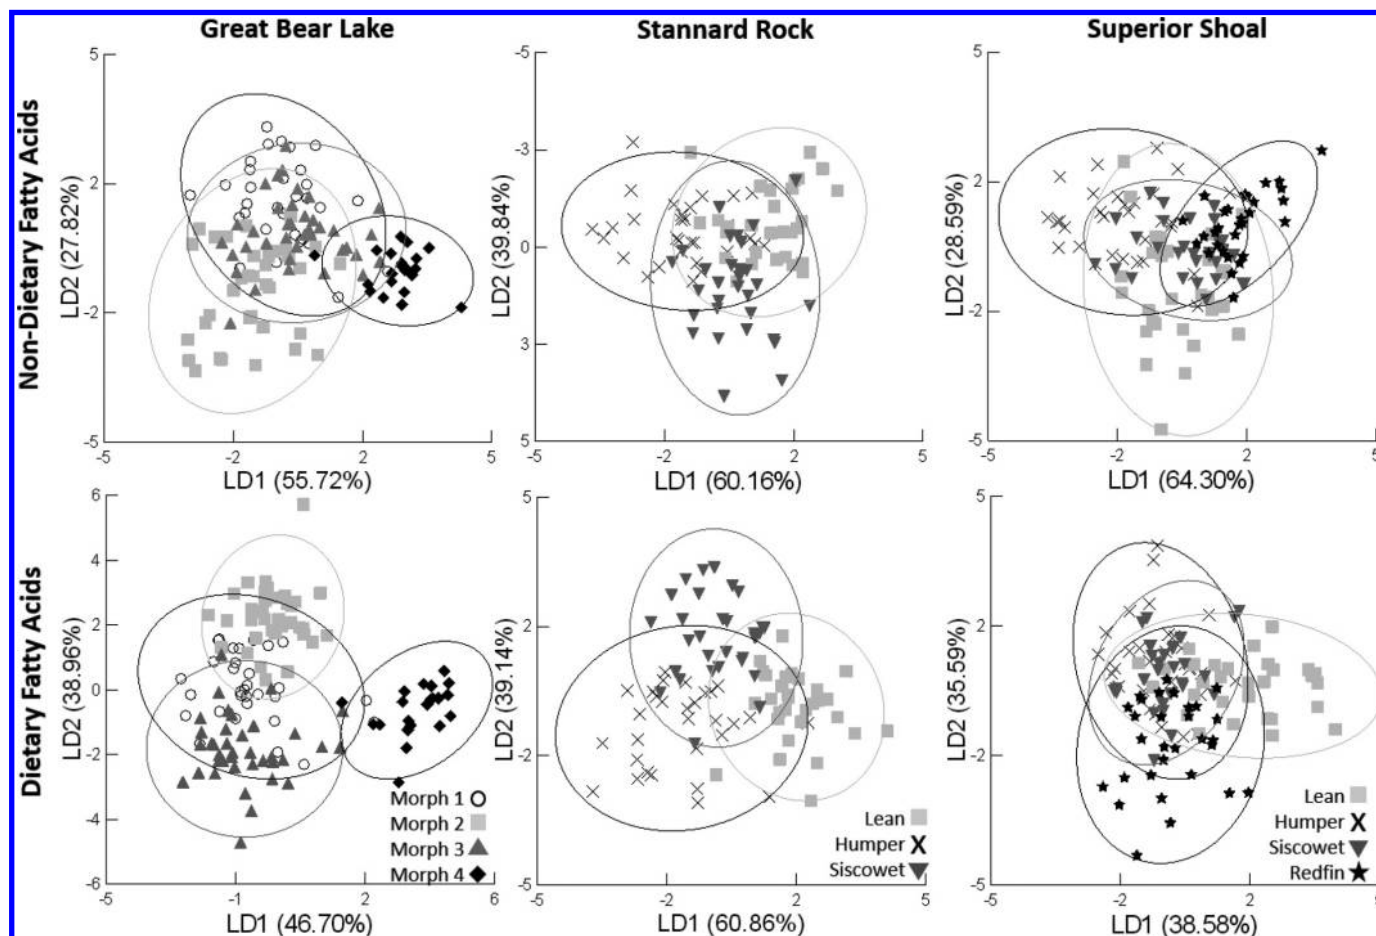 Great Bear Lake
Stannard Rock
Superior Shoal
Non-Dietary Fatty Acids
5
2
-2
-5
LD2 (27.82%)
-5
-2
2
5
LD1 (55.72%)
-5
-3
0
3
5
LD2 (39.84%)
-5
-2
2
5
LD1 (60.16%)
5
2
-2
-5
LD2 (28.59%)
-5
-2
2
5
LD1 (64.30%)
Dietary Fatty Acids
6
4
2
0
-2
-4
-6
LD2 (38.96%)
-5
-1
2
5
LD1 (46.70%)
Morph 1
Morph 2
Morph 3
Morph 4
5
2
-2
-5
LD2 (39.14%)
-5
-2
2
5
LD1 (60.86%)
Lean
Humper X
Siscowet
5
2
-2
-5
LD2 (35.59%)
-5
-2
2
LD1 (38.58%)
Lean
Humper X
Siscowet
Redfin